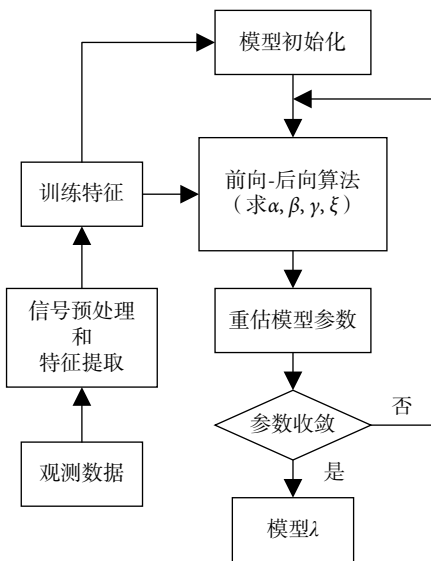 模型初始化
前向-后向算法
（求α, β, γ, ξ）
训练特征
信号预处理
和
特征提取
重估模型参数
参数收敛
否
观测数据
是
模型λ